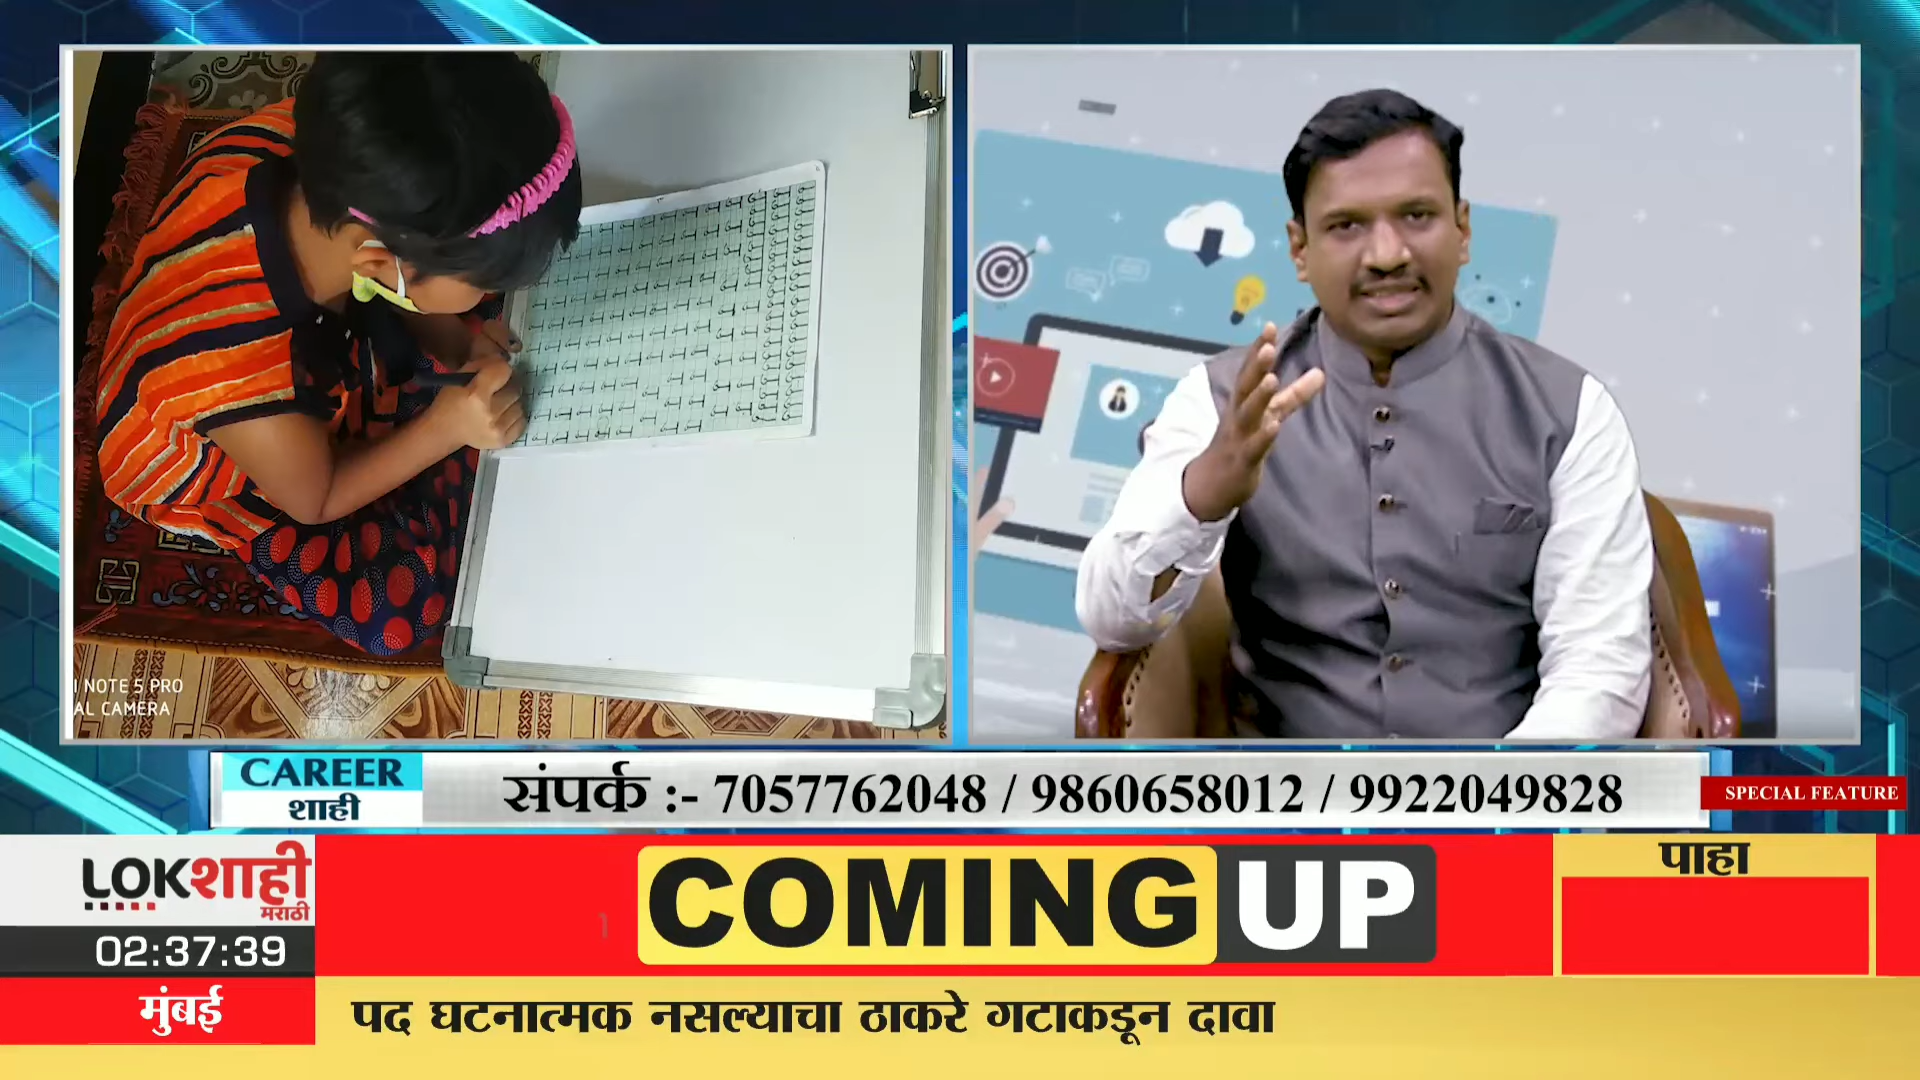 I NOTE 5 PRO
AL CAMERA
CAREER
शाही
संपर्क :- 7057762048 / 9860658012 / 9922049828
SPECIAL FEATURE
LOKशाही
मराठी
COMING UP
पाहा
02:37:39
मुंबई
पद घटनात्मक नसल्याचा ठाकरे गटाकडून दावा